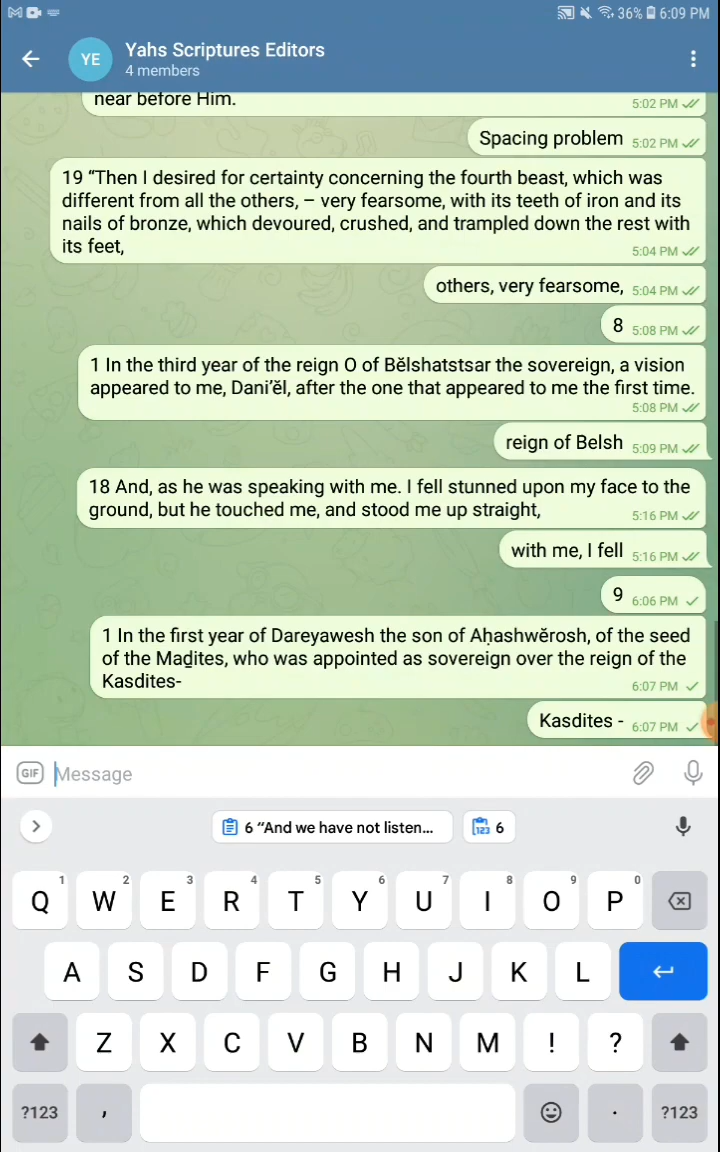 36% 6:09 PM
YE
Yahs Scriptures Editors
4 members
near before Him.
5:02 PM
Spacing problem 5:02 PM
19 “Then I desired for certainty concerning the fourth beast, which was
different from all the others, – very fearsome, with its teeth of iron and its
nails of bronze, which devoured, crushed, and trampled down the rest with
its feet,
5:04 PM
others, very fearsome, 5:04 PM
8 5:08 PM
1 In the third year of the reign O of Bĕlshatstsar the sovereign, a vision
appeared to me, Dani’ĕl, after the one that appeared to me the first time.
5:08 PM
reign of Belsh 5:09 PM
18 And, as he was speaking with me. I fell stunned upon my face to the
ground, but he touched me, and stood me up straight,
5:16 PM
with me, I fell 5:16 PM
9 6:06 PM
1 In the first year of Dareyawesh the son of Aḥashwĕrosh, of the seed
of the Maḏites, who was appointed as sovereign over the reign of the
Kasdites-
6:07 PM
Kasdites - 6:07 PM
GIF Message
6 “And we have not listen... 123 6
Q 1 W 2 E 3 R 4 T 5 Y 6 U 7 I 8 O 9 P 0
A S D F G H J K L
Z X C V B N M ! ?
?123 , . ?123